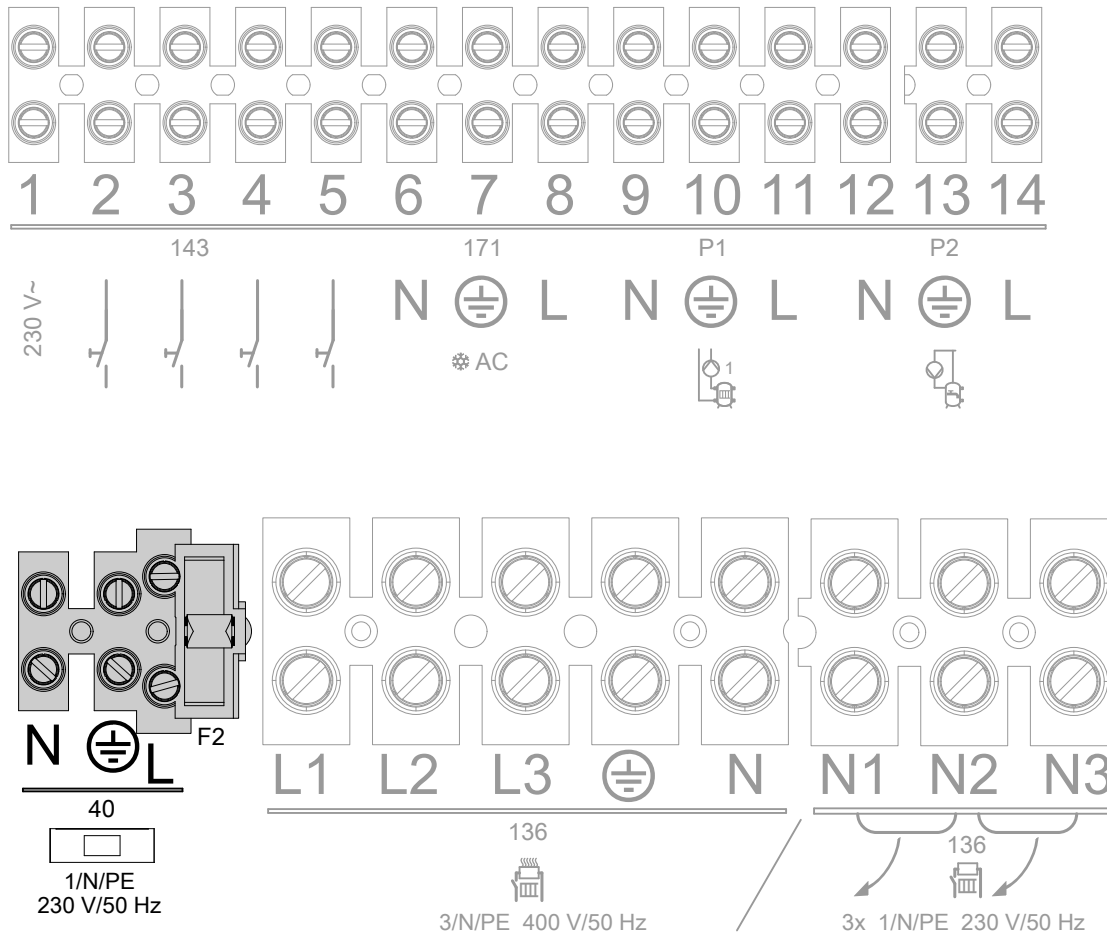 1 2 3 4 5 6 7 8 9 10 11 12 13 14
143 171 P1 P2
230 V~
N L N L N L
AC
1
F2
N L
L1 L2 L3 N N1 N2 N3
40
136
136
1/N/PE
230 V/50 Hz
3/N/PE 400 V/50 Hz
3x 1/N/PE 230 V/50 Hz